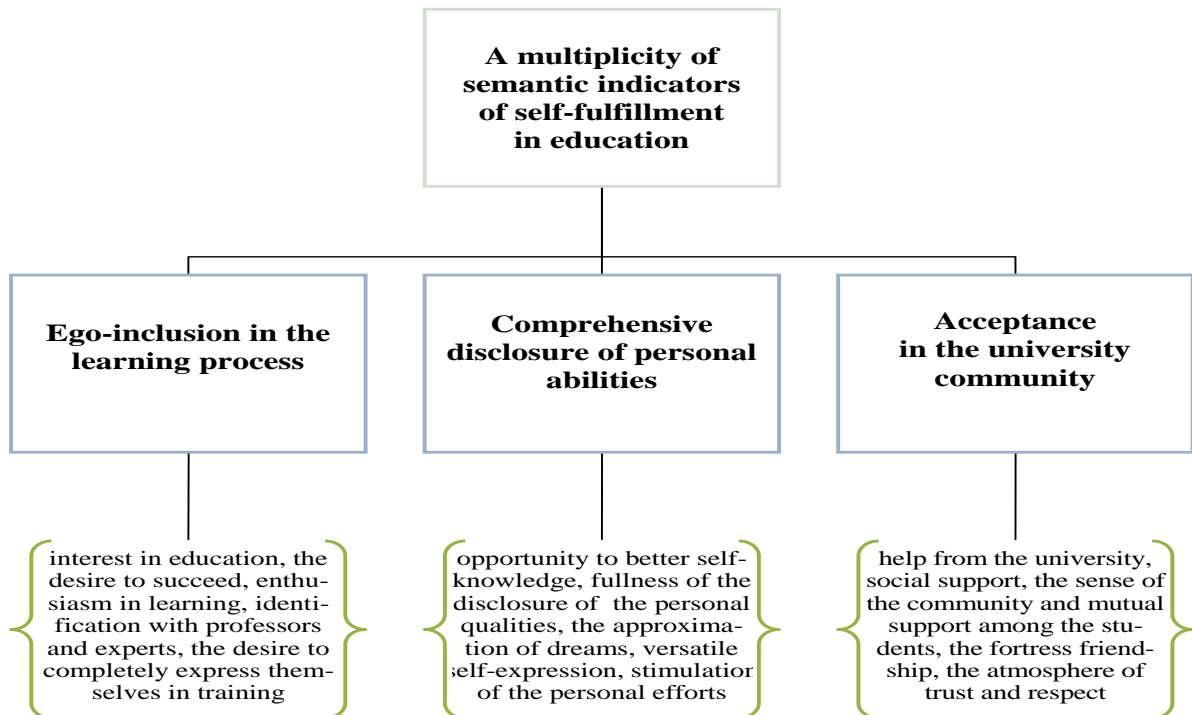 A multiplicity of
semantic indicators
of self-fulfillment
in education
Ego-inclusion in the
learning process
Comprehensive
disclosure of personal
abilities
Acceptance
in the university
community
interest in education, the
desire to succeed, enthu-
siasm in learning, identi-
fication with professors
and experts, the desire to
completely express them-
selves in training
opportunity to better self-
knowledge, fullness of the
disclosure of the personal
qualities, the approxima-
tion of dreams, versatile
self-expression, stimulation
of the personal efforts
help from the university,
social support, the sense of
the community and mutual
support among the stu-
dents, the fortress friend-
ship, the atmosphere of
trust and respect